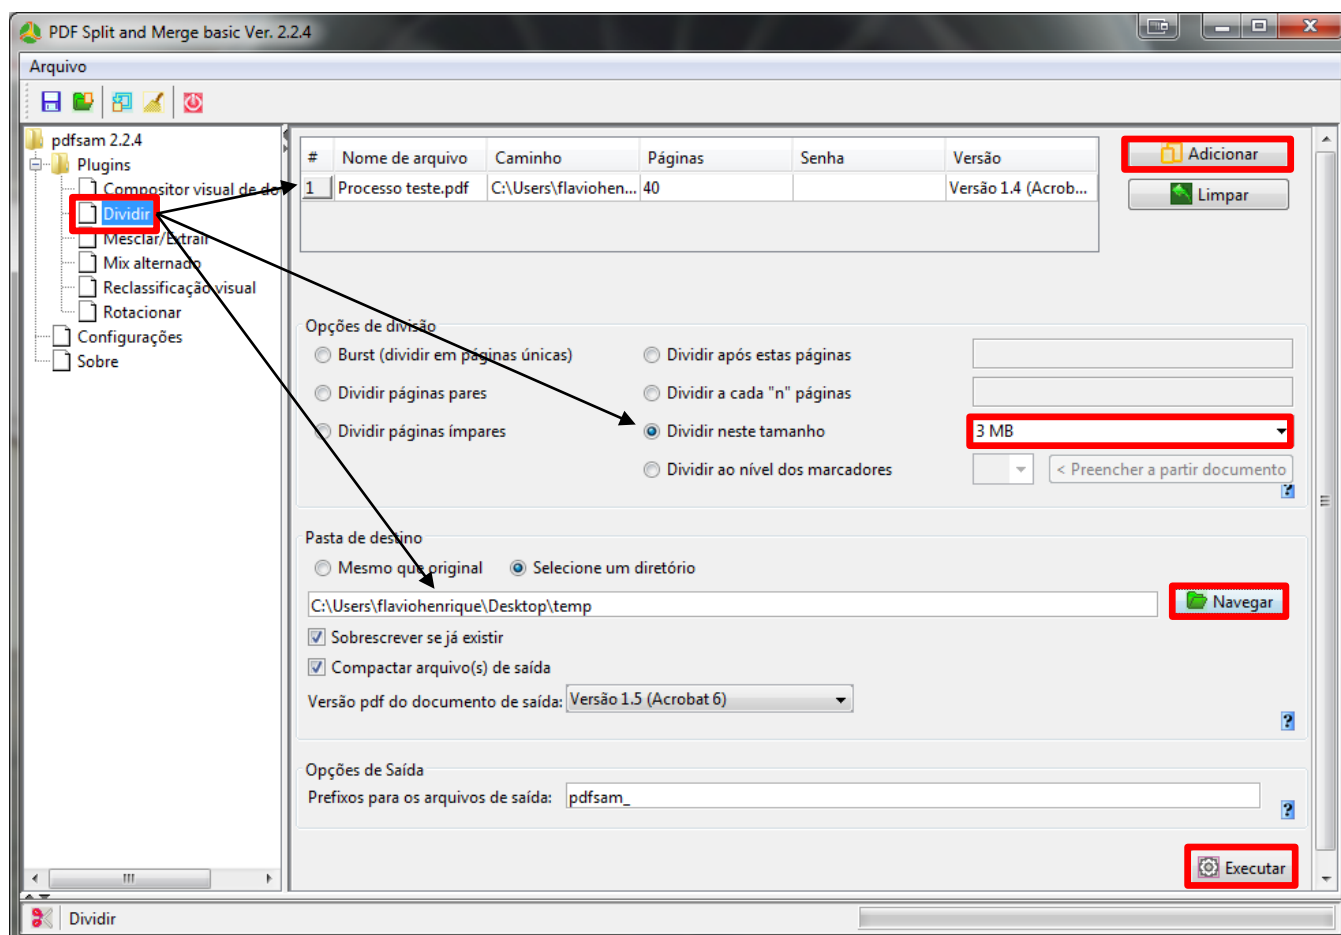 PDF Split and Merge basic Ver. 2.2.4
Arquivo
pdfsam 2.2.4
Plugins
Compositor visual de do
Dividir
Mesclar/Extrair
Mix alternado
Reclassificação visual
Rotacionar
Configurações
Sobre
# Nome de arquivo Caminho Páginas Senha Versão
1 Processo teste.pdf C:\Users\flaviohen... 40 Versão 1.4 (Acrob...
Adicionar
Limpar
Opções de divisão
Burst (dividir em páginas únicas) Dividir após estas páginas
Dividir páginas pares Dividir a cada "n" páginas
Dividir páginas ímpares Dividir neste tamanho 3 MB
Dividir ao nível dos marcadores < Preencher a partir documento
?
Pasta de destino
Mesmo que original Selecione um diretório
C:\Users\flaviohenrique\Desktop\temp Navegar
Sobrescrever se já existir
Compactar arquivo(s) de saída
Versão pdf do documento de saída: Versão 1.5 (Acrobat 6)
?
Opções de Saída
Prefixos para os arquivos de saída: pdfsam_
?
Executar
Dividir